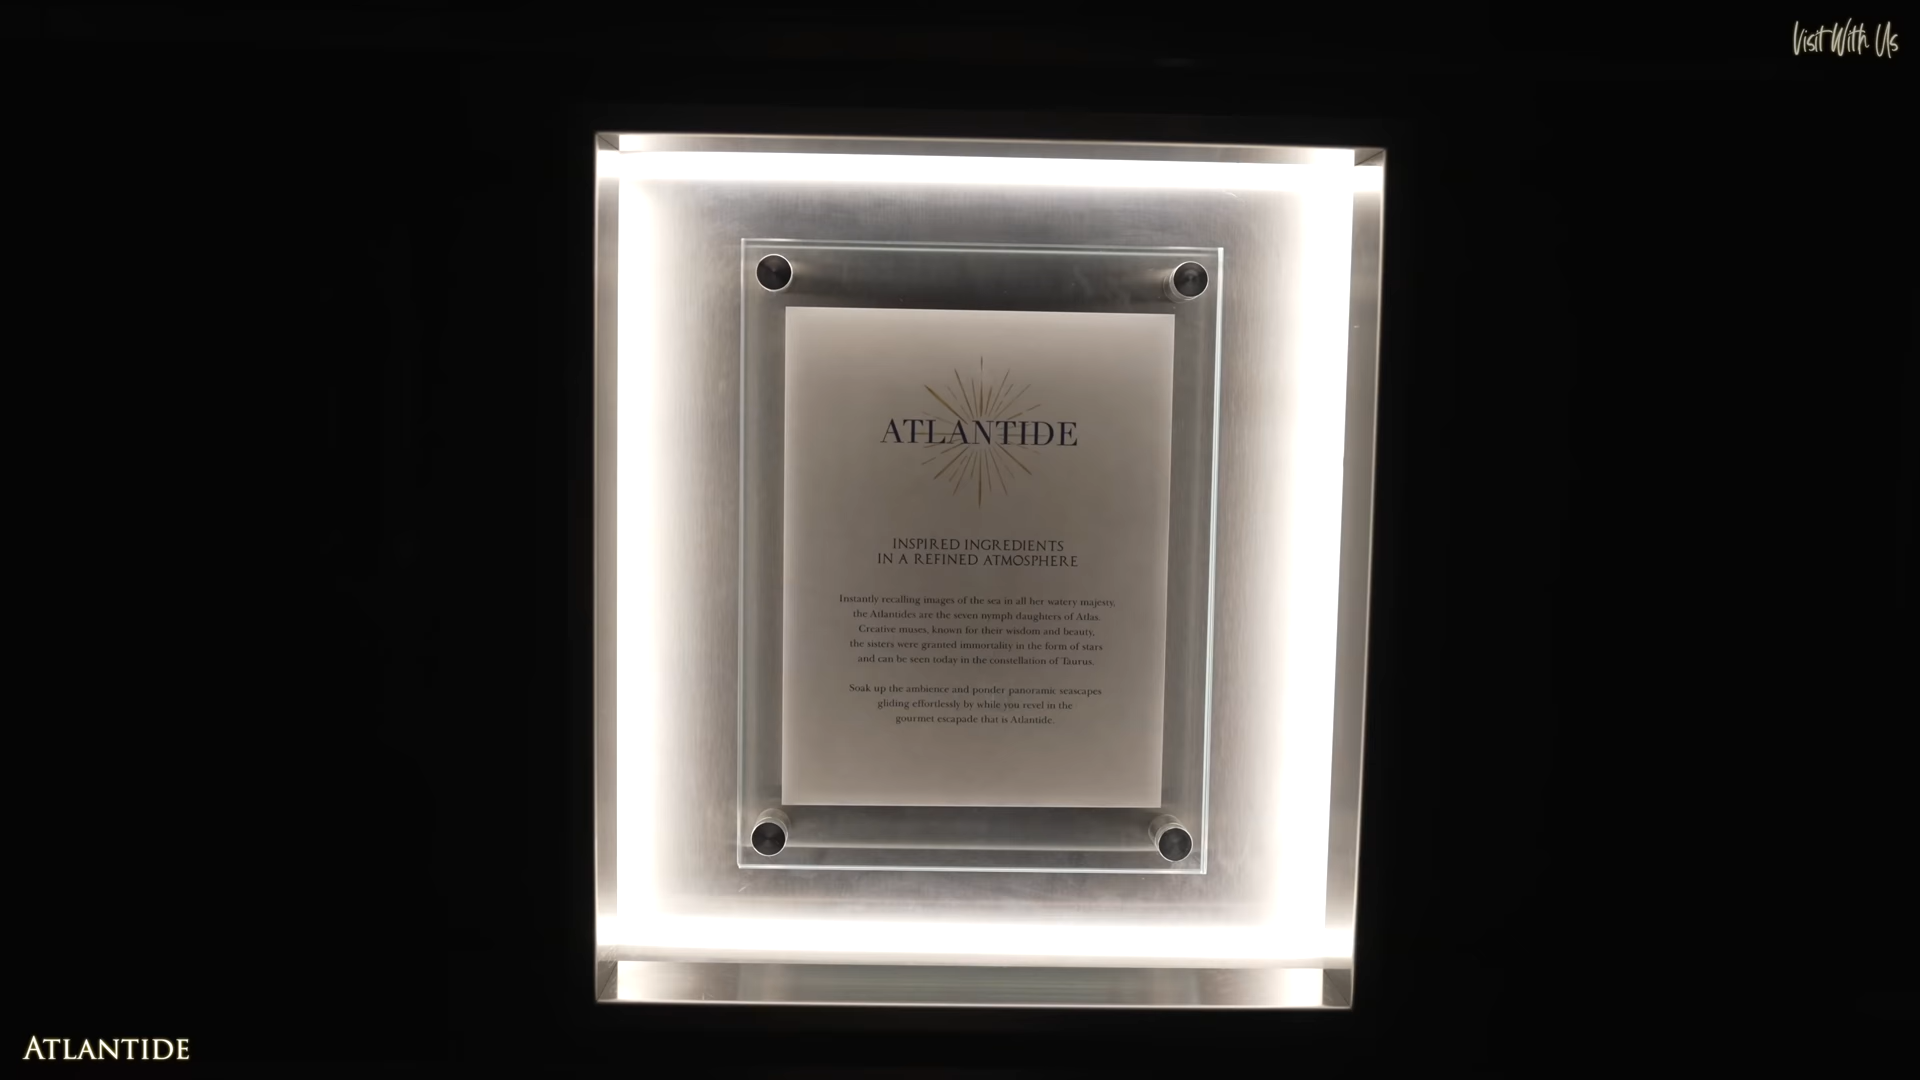 Visit With Us
ATLANTIDE
INSPIRED INGREDIENTS
IN A REFINED ATMOSPHERE
Instantly recalling images of the sea in all her watery majesty,
the Atlantides are the seven nymph daughters of Atlas.
Creative muses, known for their wisdom and beauty,
the sisters were granted immortality in the form of stars
and can be seen today in the constellation of Taurus.
Soak up the ambience and ponder panoramic seascapes
gliding effortlessly by while you revel in the
gourmet escapade that is Atlantide.
ATLANTIDE